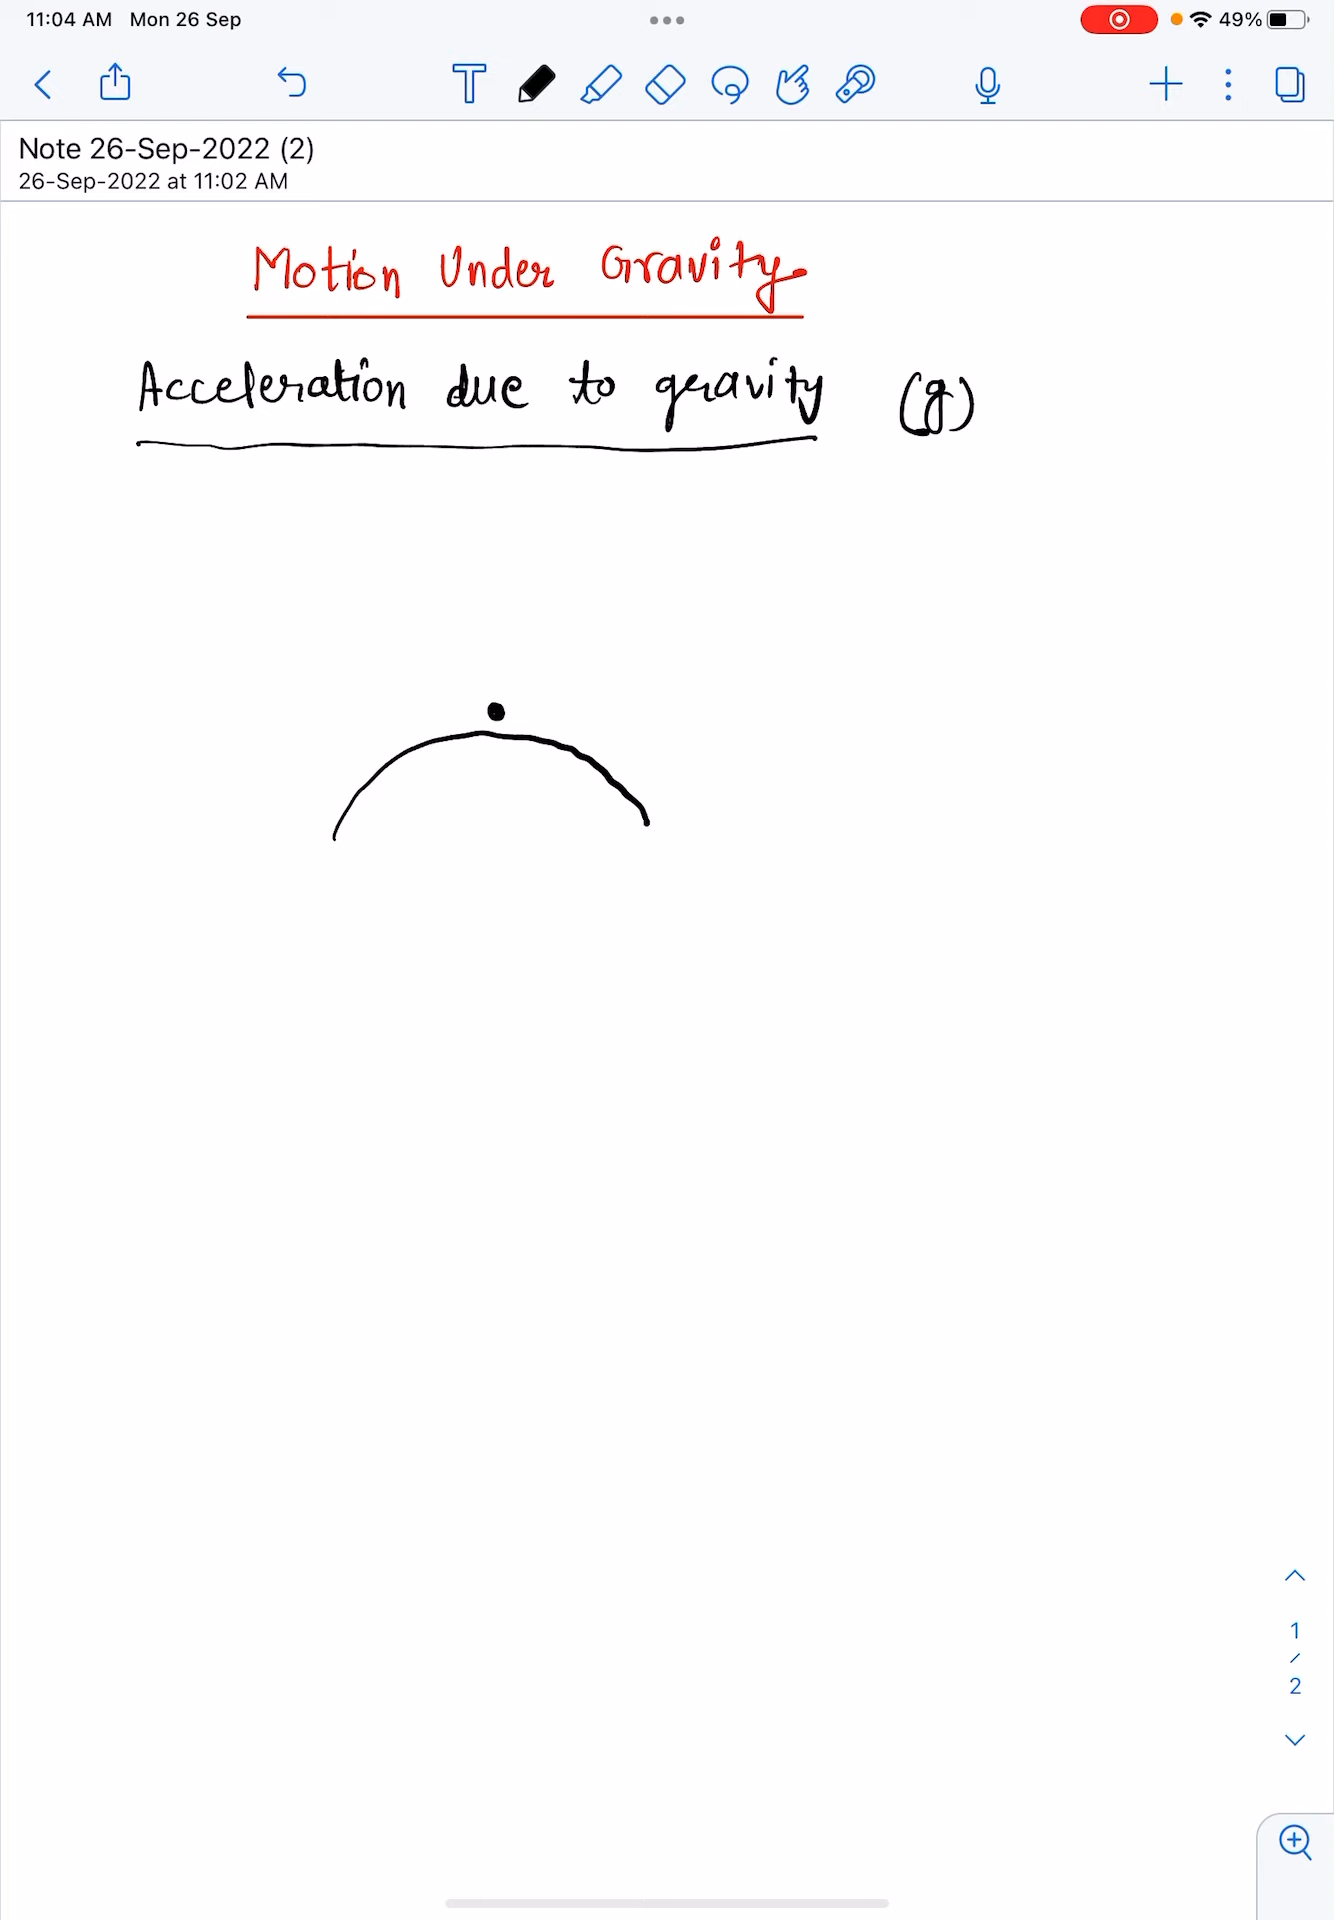 11:04 AM Mon 26 Sep 49%
T
Note 26-Sep-2022 (2)
26-Sep-2022 at 11:02 AM
Motion Under Gravity
Acceleration due to gravity (g)
1
/
2